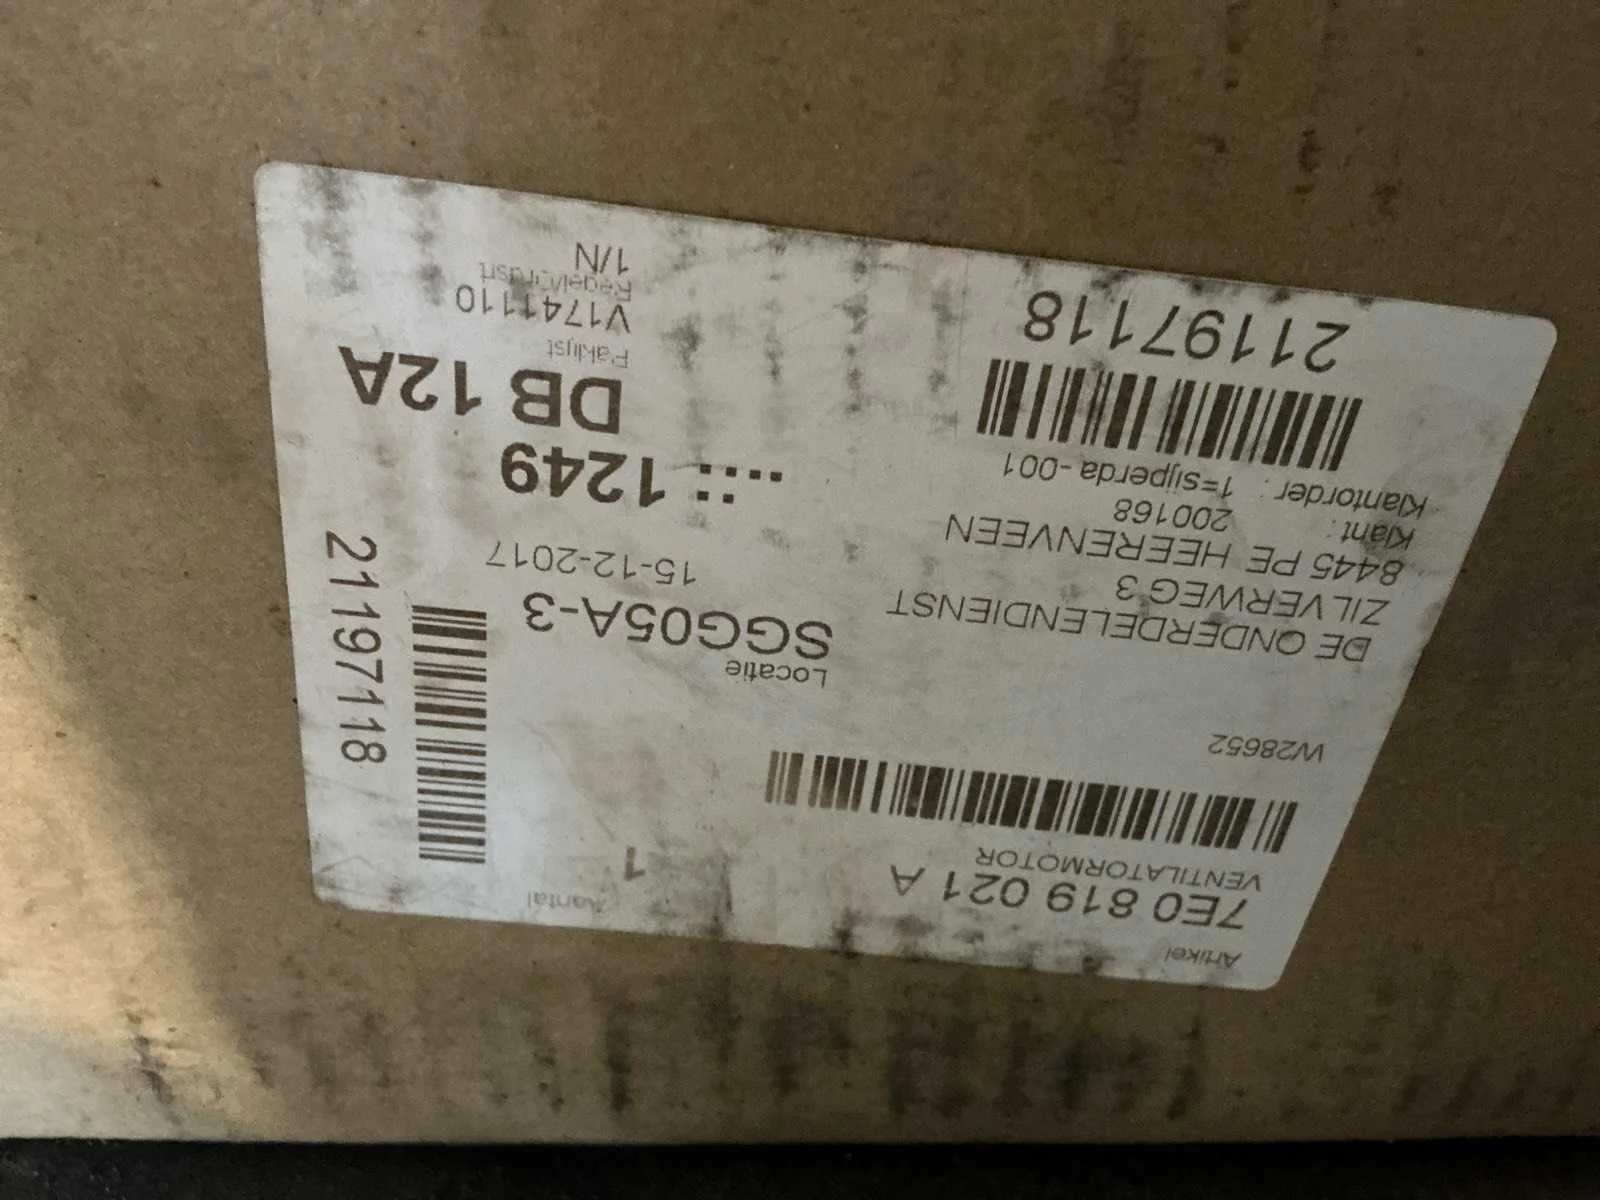 Artikel
7E0 819 021 A
VENTILATORMOTOR
Aantal
1
W28652
Locatie
SGG05A-3
15-12-2017
DE ONDERDELENDIENST
ZILVERWEG 3
8445 PE HEERENVEEN
Klant : 200168
Klantorder : 1=sijperda -001
21197118
...:: 1249
DB 12A
Paklijst
V1741110
Regel/Ordsrt
1/N
21197118